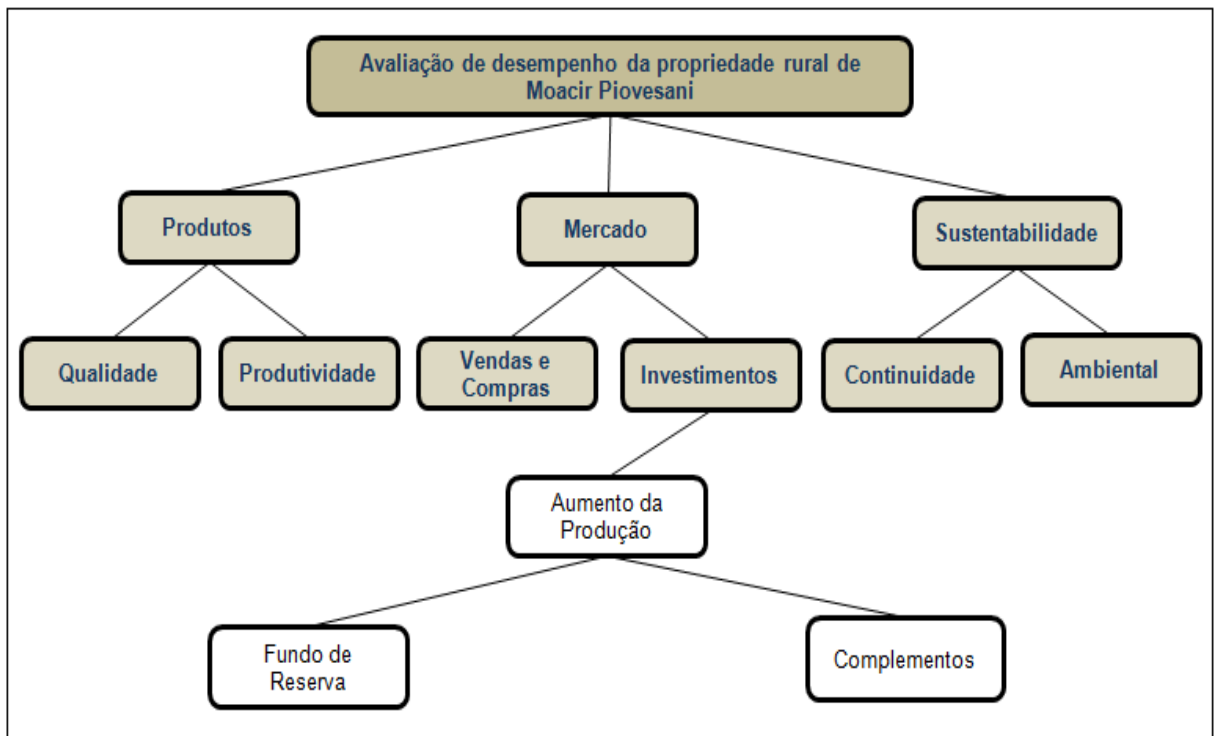 Avaliação de desempenho da propriedade rural de
Moacir Piovesani
Produtos
Mercado
Sustentabilidade
Qualidade
Produtividade
Vendas e
Compras
Investimentos
Continuidade
Ambiental
Aumento da
Produção
Fundo de
Reserva
Complementos